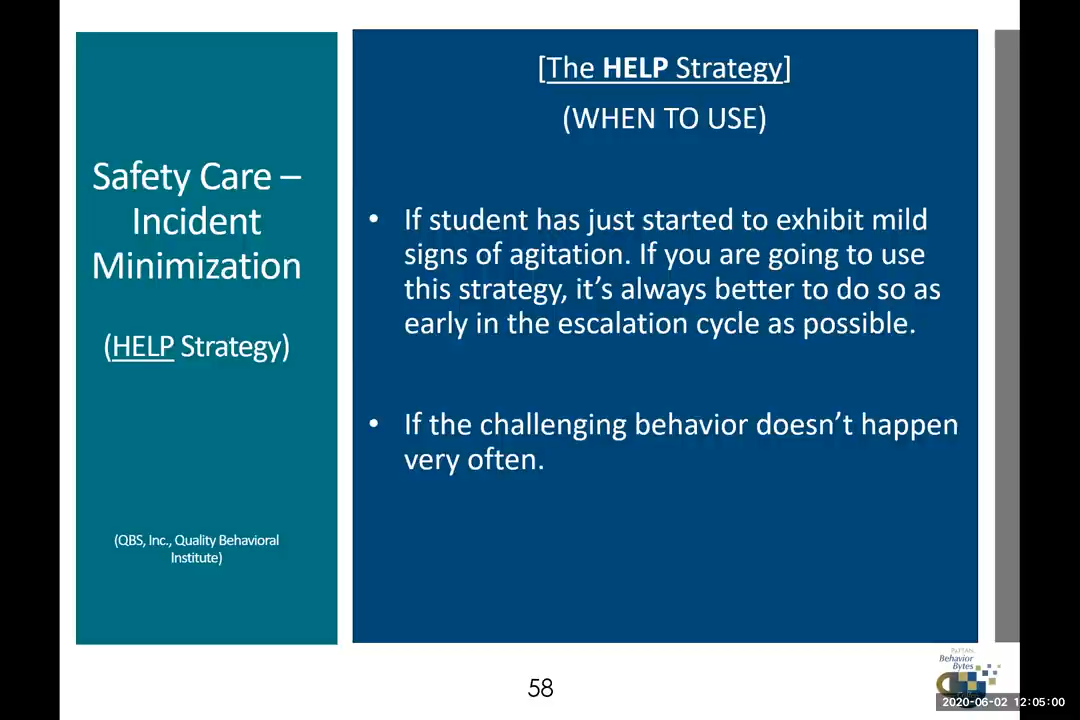 Safety Care –
Incident
Minimization
(HELP Strategy)
(QBS, Inc., Quality Behavioral
Institute)
[The HELP Strategy]
(WHEN TO USE)
• If student has just started to exhibit mild
signs of agitation. If you are going to use
this strategy, it’s always better to do so as
early in the escalation cycle as possible.
• If the challenging behavior doesn’t happen
very often.
58
PaTTAN
Behavior
Bytes
2020-06-02 12:05:00